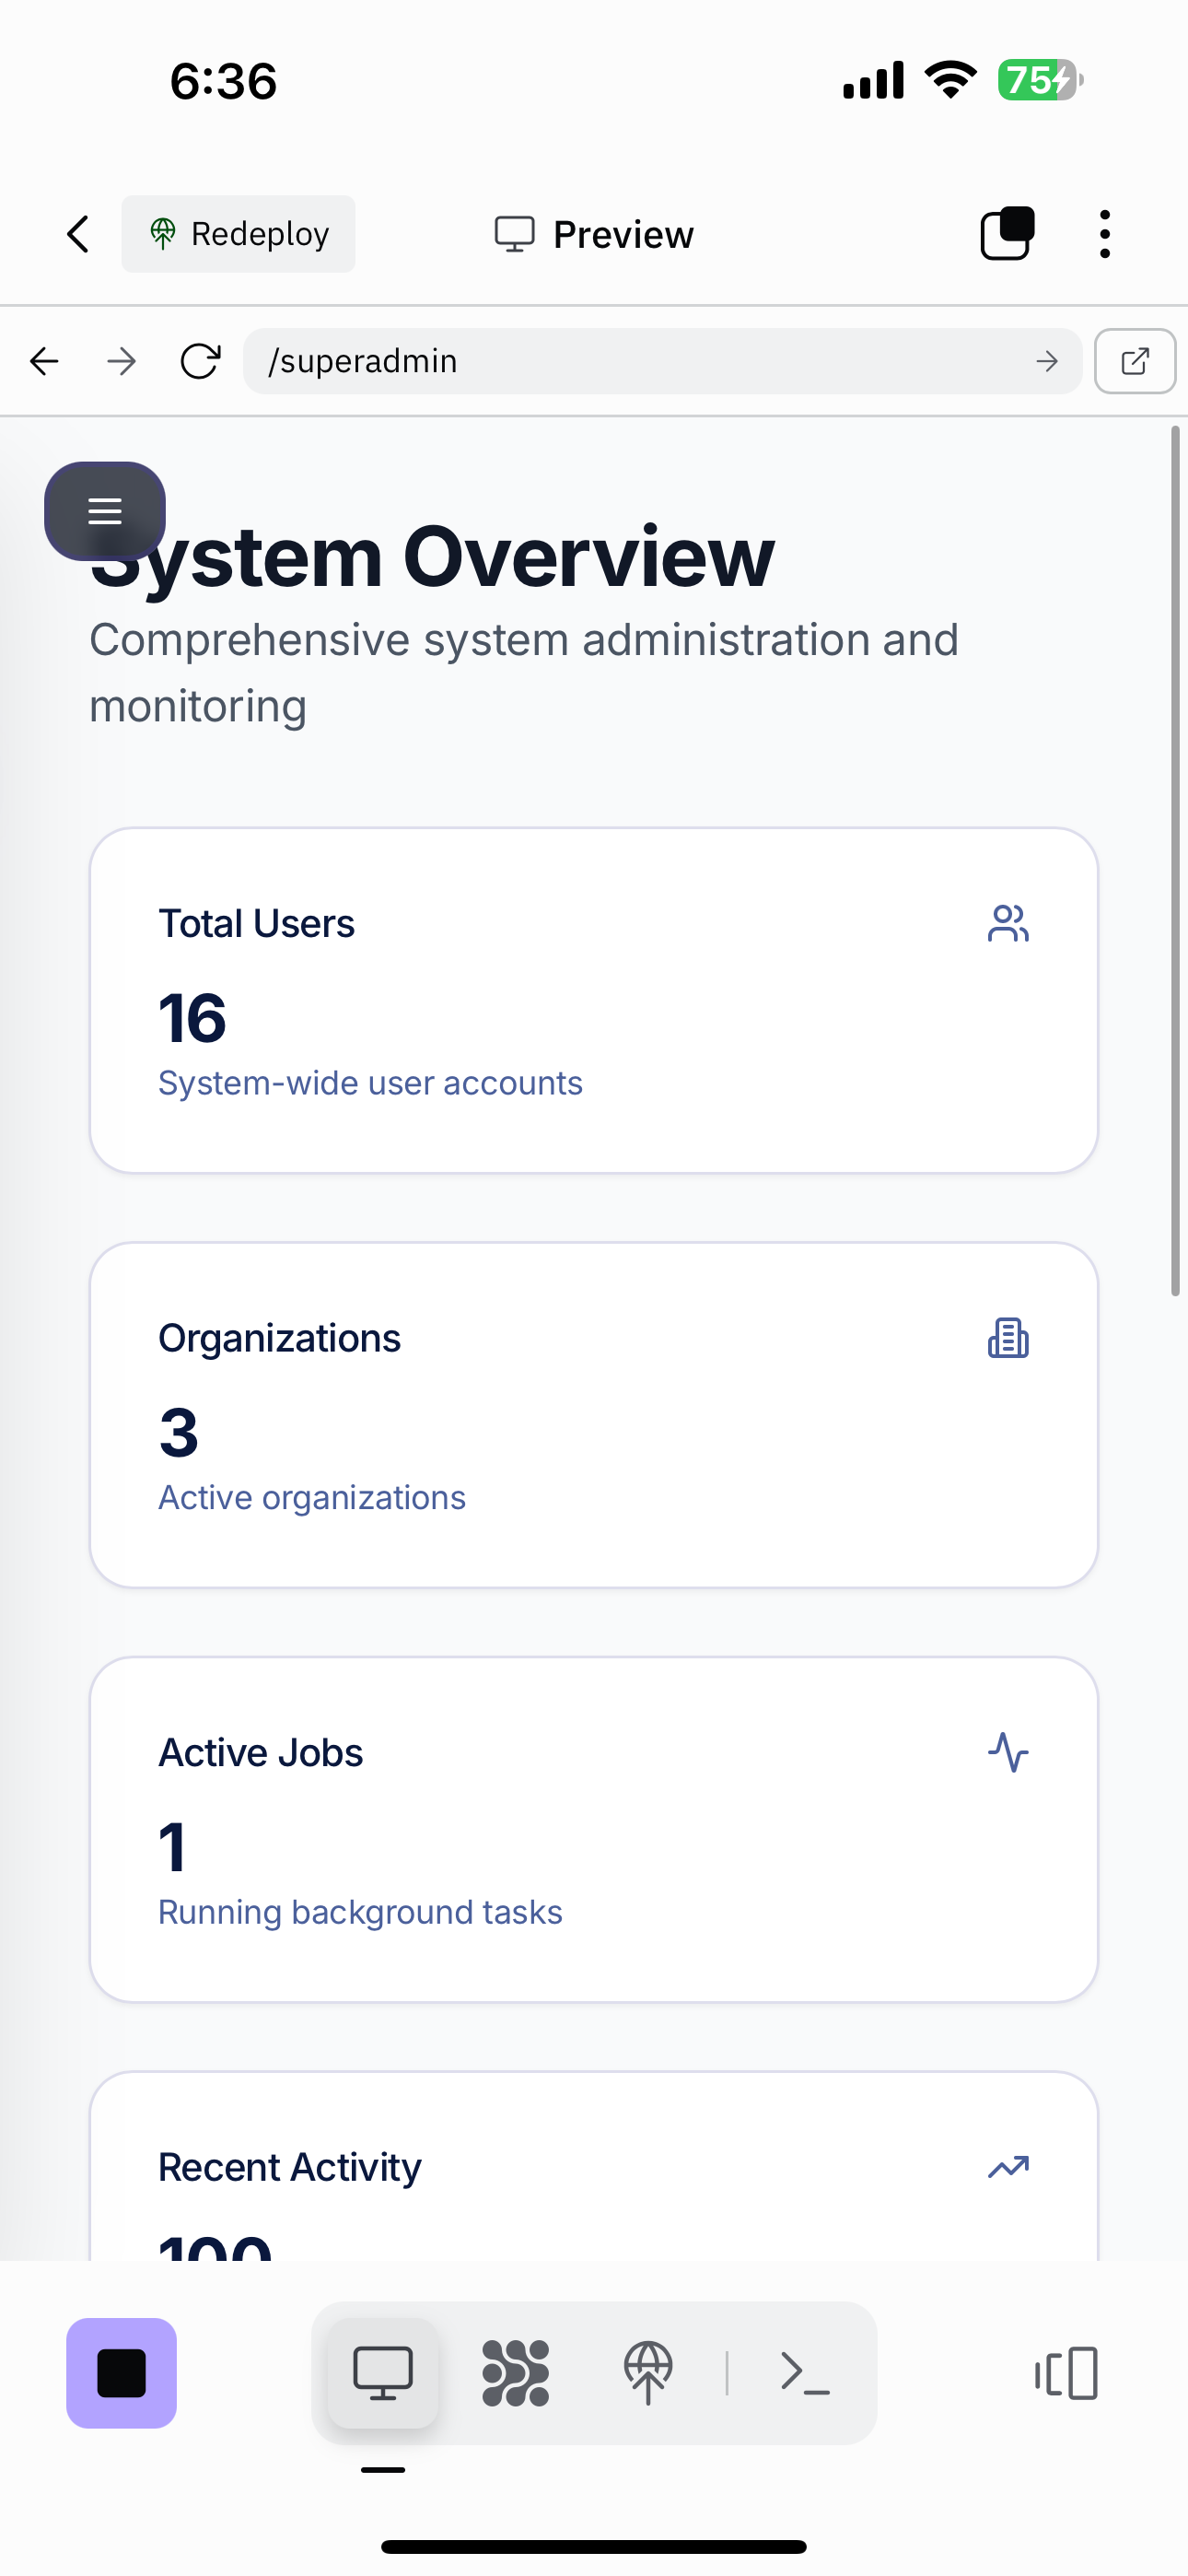 6:36
75
Redeploy
Preview
/superadmin
System Overview
Comprehensive system administration and
monitoring
Total Users
16
System-wide user accounts
Organizations
3
Active organizations
Active Jobs
1
Running background tasks
Recent Activity
100